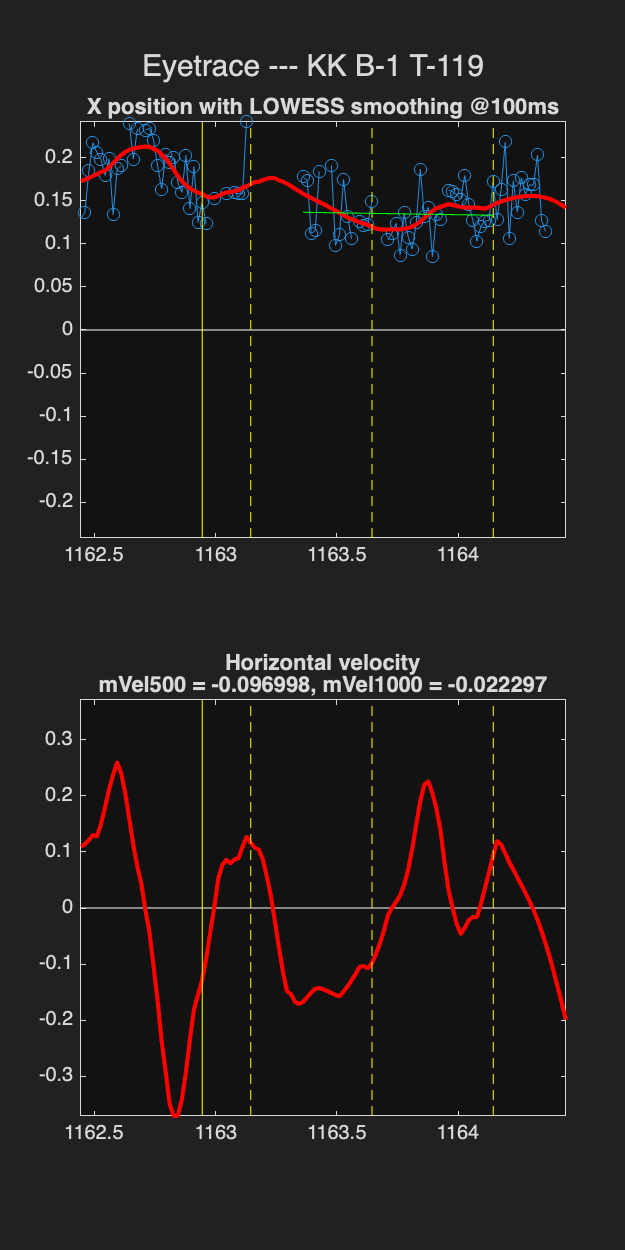 Eyetrace --- KK B-1 T-119
X position with LOWESS smoothing @100ms
0.2
0.15
0.1
0.05
0
-0.05
-0.1
-0.15
-0.2
1162.5 1163 1163.5 1164
Horizontal velocity
mVel500 = -0.096998, mVel1000 = -0.022297
0.3
0.2
0.1
0
-0.1
-0.2
-0.3
1162.5 1163 1163.5 1164